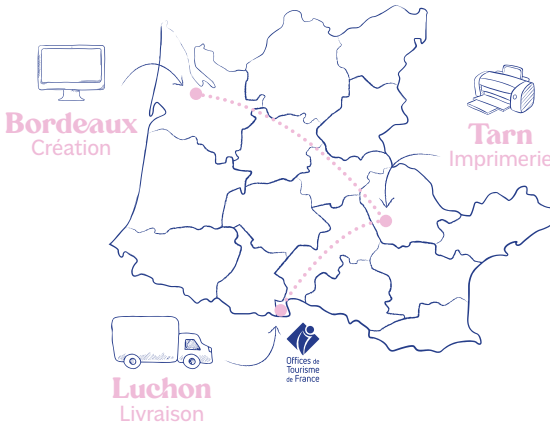 Bordeaux
Création
Tarn
Imprimerie
Offices de
Tourisme
de France
Luchon
Livraison